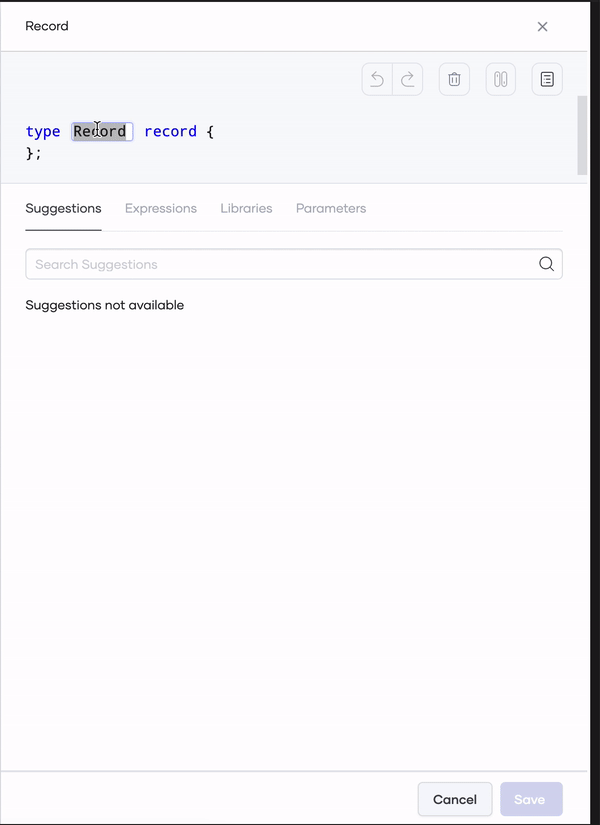 Record
type Record record {
};
Suggestions Expressions Libraries Parameters
Search Suggestions
Suggestions not available
Cancel Save